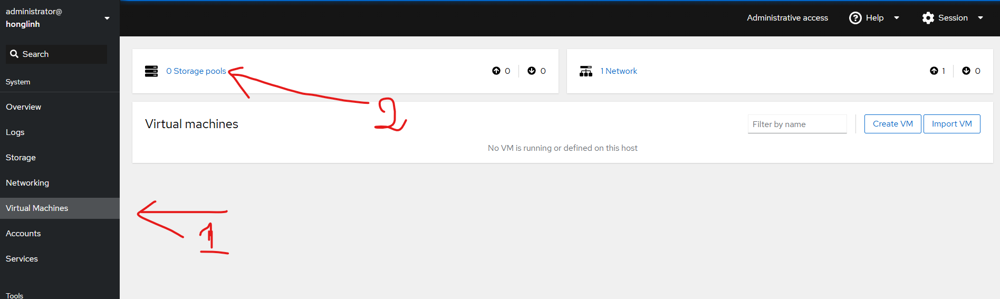 administrator@
honglinh
Administrative access
Help
Session
Search
0 Storage pools
0
0
1 Network
1
0
System
Overview
2
Virtual machines
Filter by name
Create VM
Import VM
Logs
No VM is running or defined on this host
Storage
Networking
Virtual Machines
1
Accounts
Services
Tools